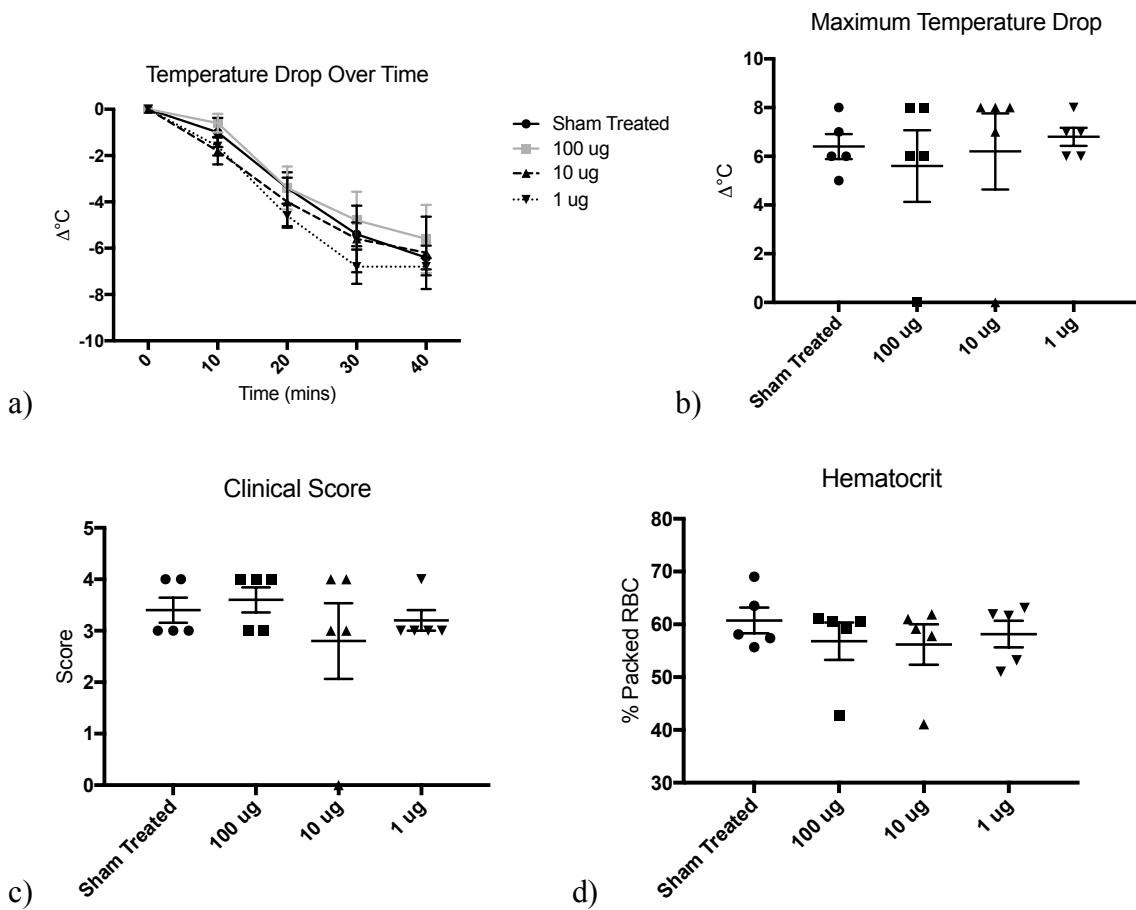 Temperature Drop Over Time
0
-2
-4
-6
-8
-10
Δ°C
0 10 20 30 40
Time (mins)
Sham Treated
100 ug
10 ug
1 ug
a)
Maximum Temperature Drop
10
8
6
4
2
0
Δ°C
Sham Treated 100 ug 10 ug 1 ug
b)
Clinical Score
5
4
3
2
1
0
Score
Sham Treated 100 ug 10 ug 1 ug
c)
Hematocrit
80
70
60
50
40
30
% Packed RBC
Sham Treated 100 ug 10 ug 1 ug
d)